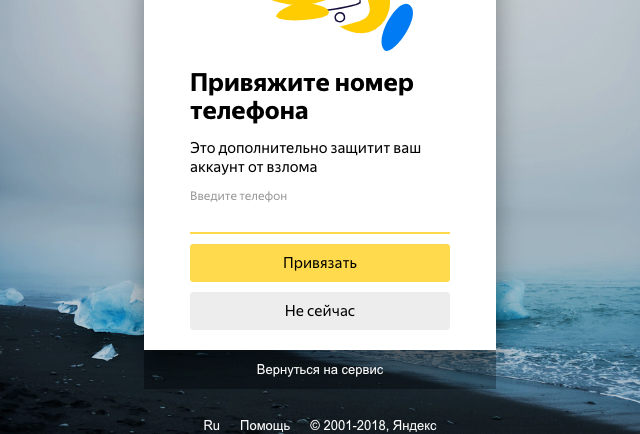 Привяжите номер
телефона
Это дополнительно защитит ваш
аккаунт от взлома
Введите телефон
Привязать
Не сейчас
Вернуться на сервис
Ru Помощь © 2001-2018, Яндекс